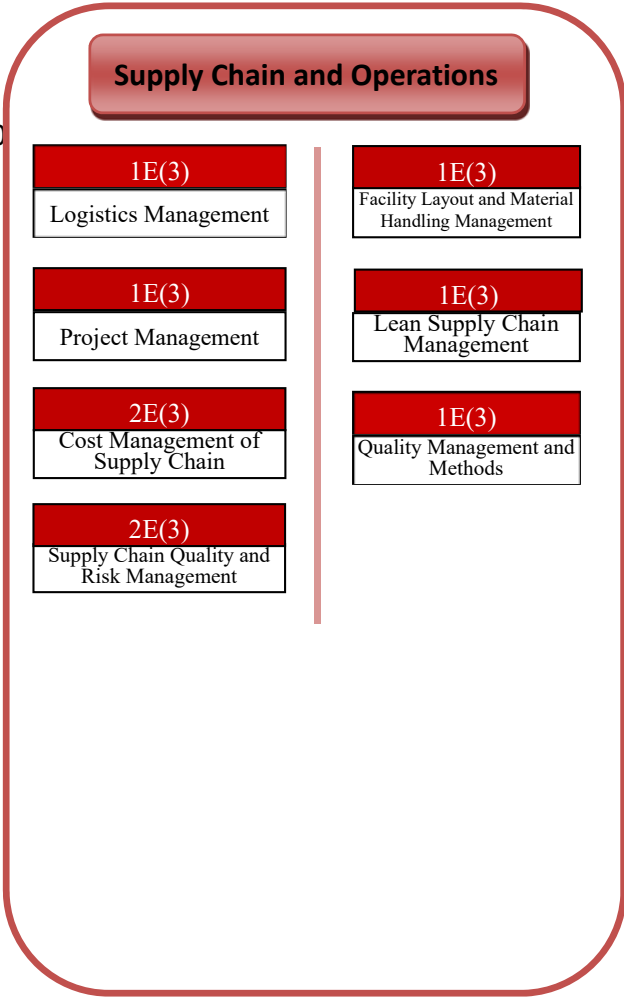 Supply Chain and Operations
1E(3)
Logistics Management
1E(3)
Project Management
2E(3)
Cost Management of
Supply Chain
2E(3)
Supply Chain Quality and
Risk Management
1E(3)
Facility Layout and Material
Handling Management
1E(3)
Lean Supply Chain
Management
1E(3)
Quality Management and
Methods